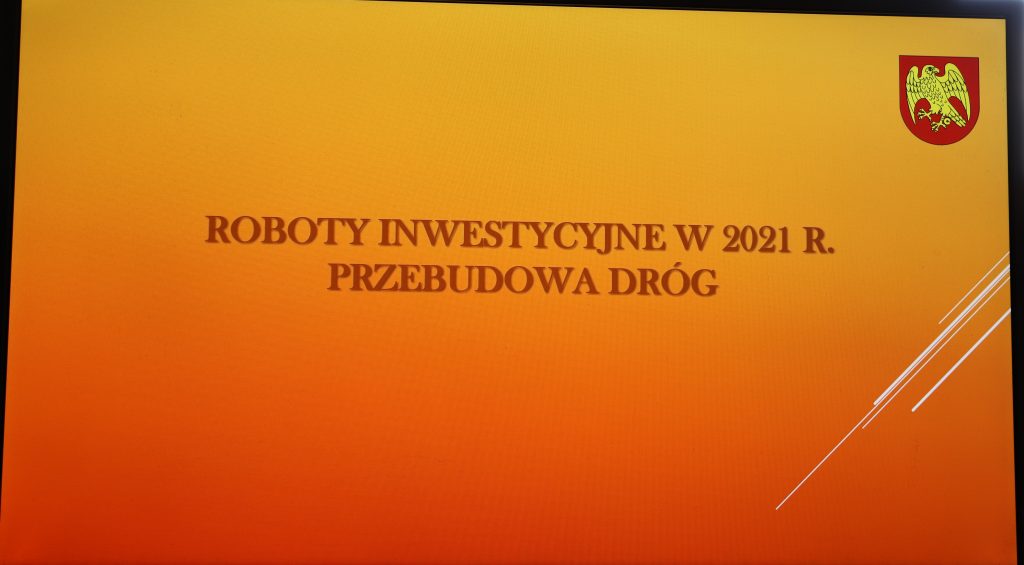 ROBOTY INWESTYCYJNE W 2021 R.
PRZEBUDOWA DRÓG